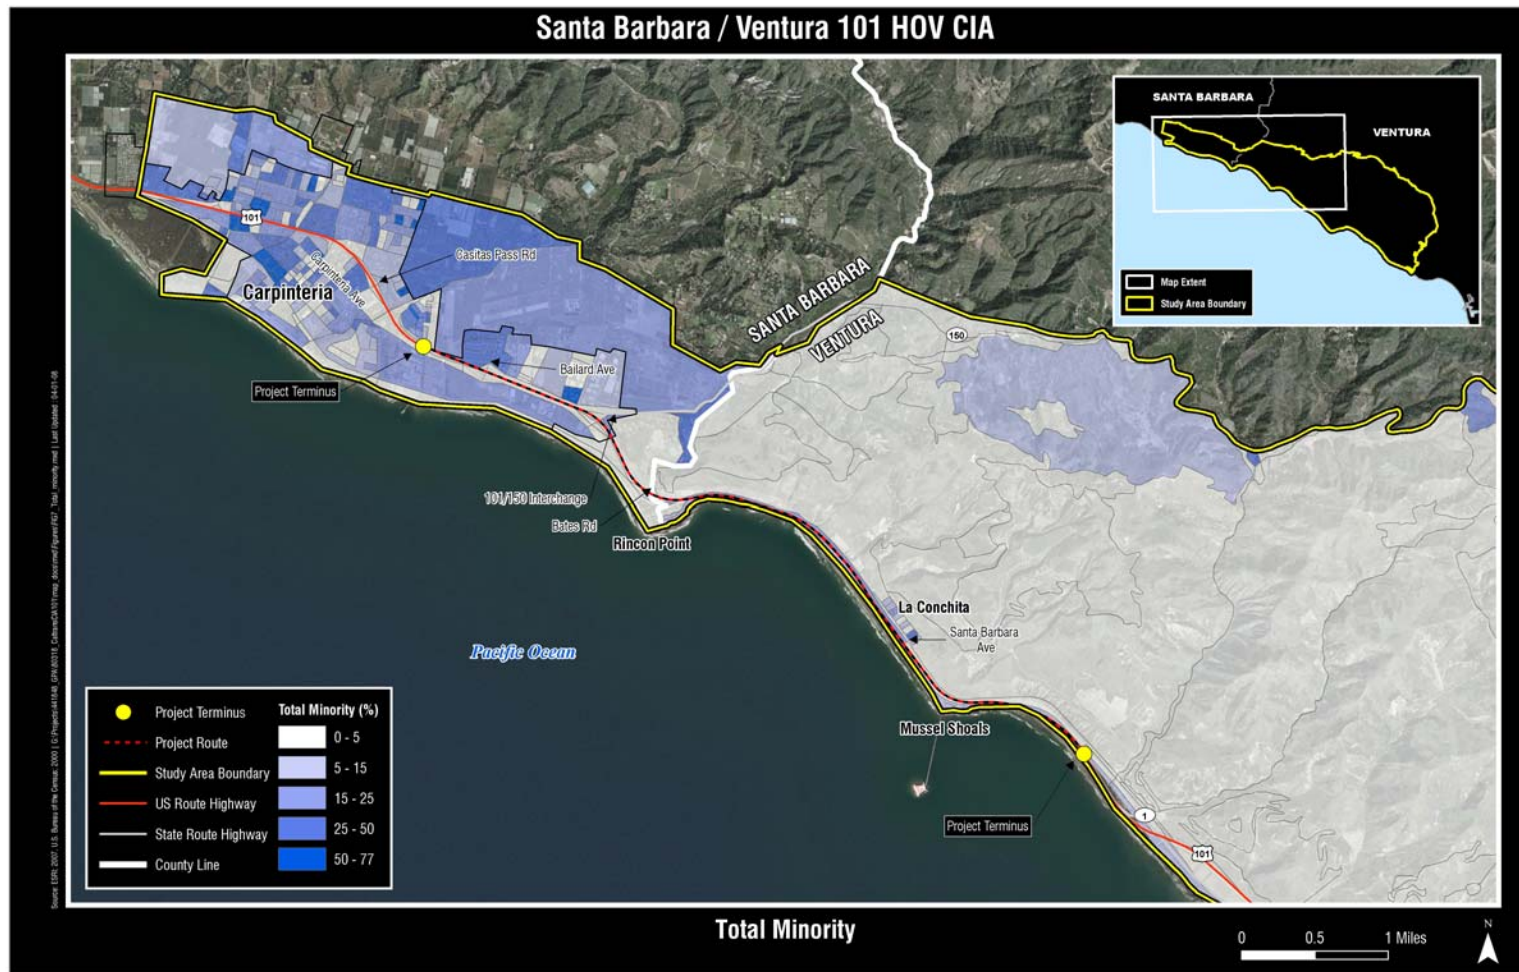 Santa Barbara / Ventura 101 HOV CIA
SANTA BARBARA
VENTURA
Map Extent
Study Area Boundary
101
Casitas Pass Rd
Carpinteria Ave
Carpinteria
SANTA BARBARA
VENTURA
150
Bailard Ave
Project Terminus
101/150 Interchange
Bates Rd
Rincon Point
La Conchita
Santa Barbara
Ave
Pacific Ocean
Mussel Shoals
Project Terminus
1
101
Project Terminus
Project Route
Study Area Boundary
US Route Highway
State Route Highway
County Line
Total Minority (%)
0 - 5
5 - 15
15 - 25
25 - 50
50 - 77
Total Minority
0 0.5 1 Miles
N